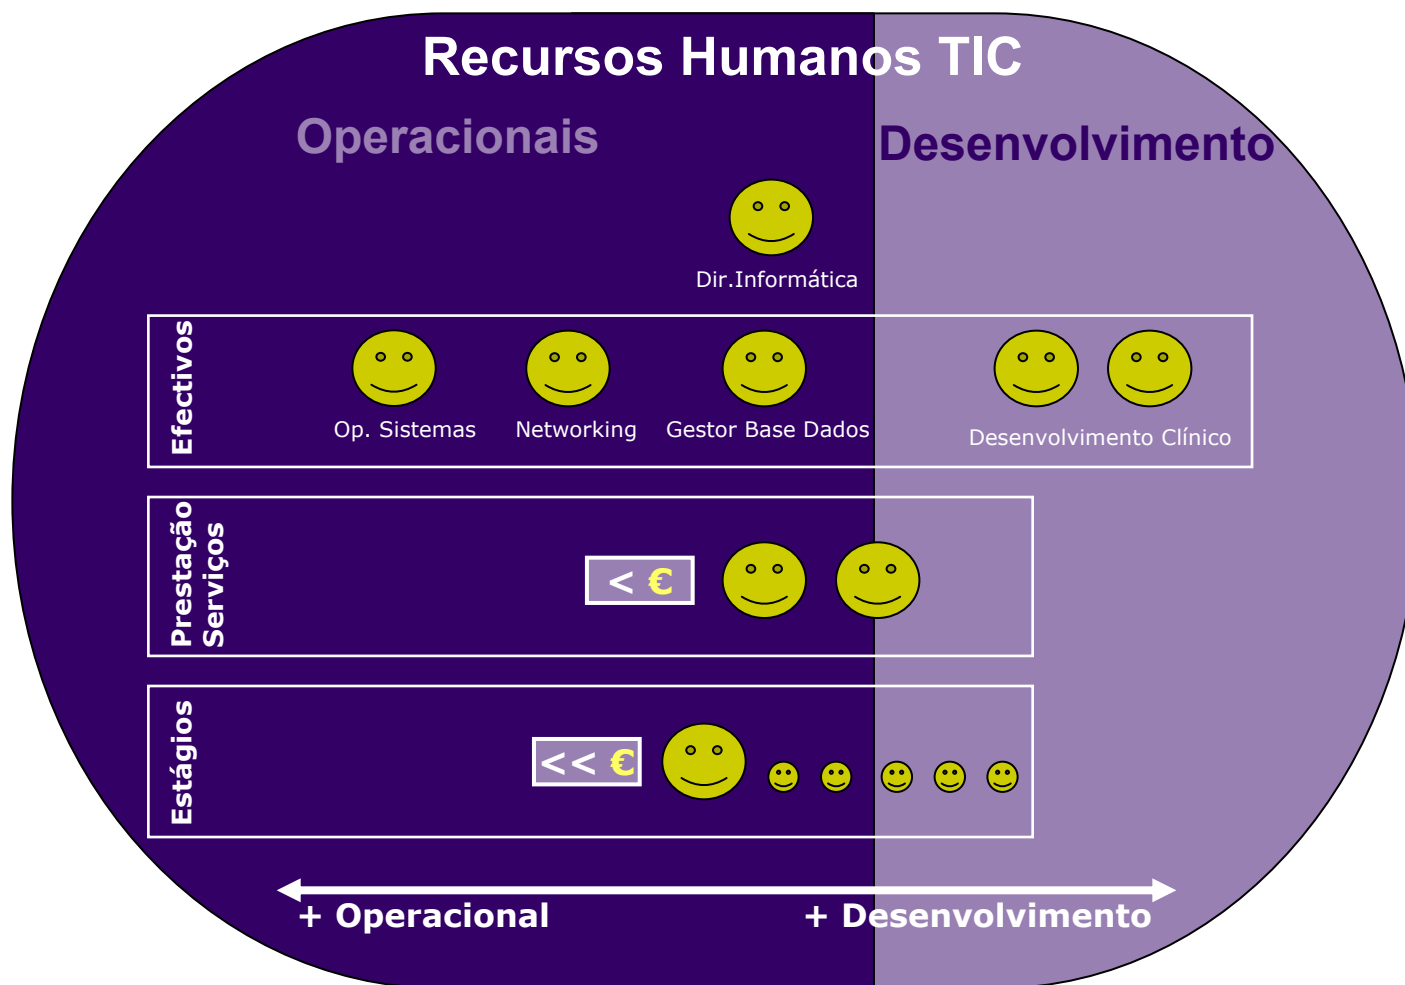 Recursos Humanos TIC
Operacionais
Desenvolvimento
Dir.Informática
Efectivos
Op. Sistemas
Networking
Gestor Base Dados
Desenvolvimento Clínico
Prestação
Serviços
< €
Estágios
<< €
+ Operacional
+ Desenvolvimento